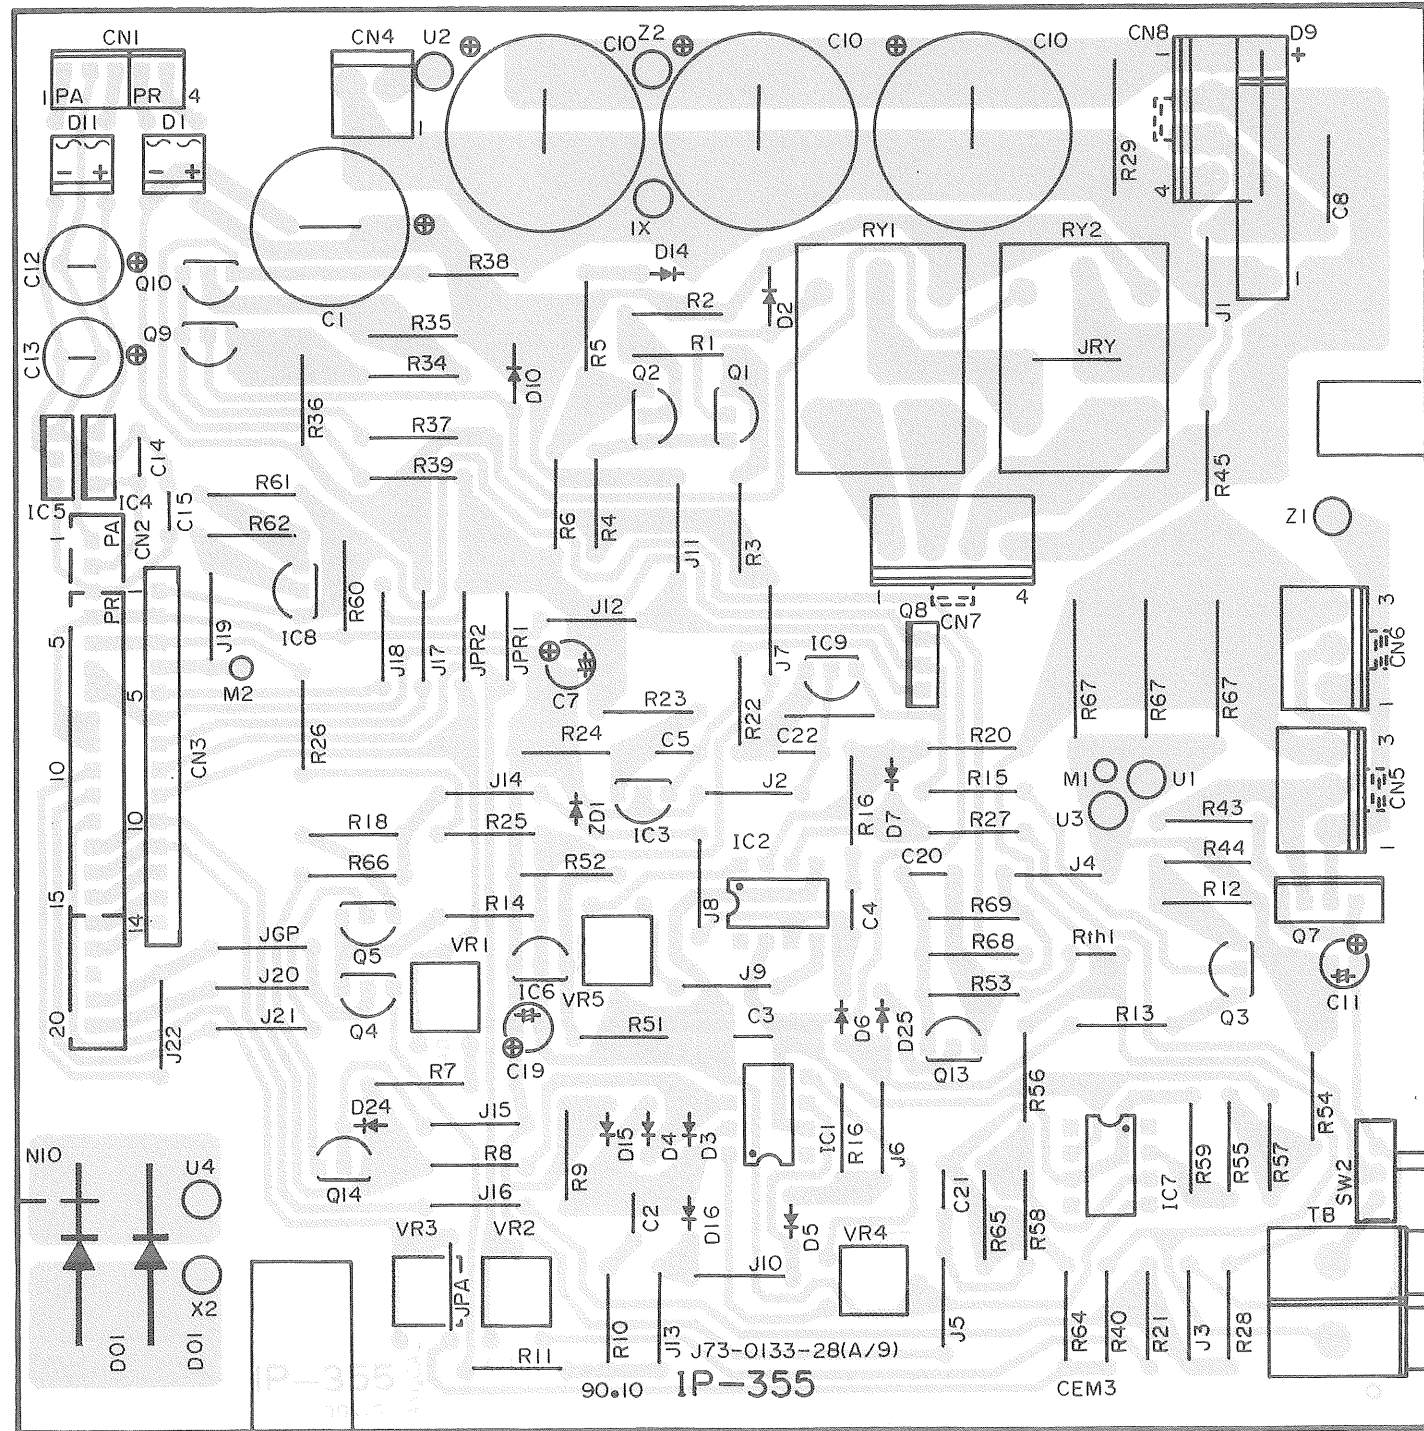 CN1
CN4
U2
C10
Z2
C10
C10
CN8
D9
+
1
PA
PR
4
1
1
D11
D1
- +
- +
R29
4
C8
1X
C12
Q10
R38
D14
RY1
RY2
R2
D2
1
J1
C1
C13
Q9
R35
R5
R1
JRY
R34
D10
Q2
Q1
R36
R37
C14
R39
R45
IC5
IC4
C15
R61
R6
R4
J11
R3
Z1
1
PA
CN2
R62
PR
1
R60
1
4
Q8
CN7
3
CN6
1
5
J19
IC8
J18
J17
JPR2
JPR1
J12
J7
IC9
M2
C7
5
R26
R23
R22
R67
R67
R67
CN3
R24
C5
C22
R20
3
CN5
1
10
J14
ZD1
IC3
J2
R16
D7
R15
M1
U1
U3
10
R18
R25
IC2
R27
R43
R66
R52
C20
J4
R44
15
14
R14
J8
C4
R69
R12
JGP
Q5
VR1
R68
Rth1
Q7
J20
IC6
VR5
J9
R53
C11
20
J22
J21
Q4
C19
R51
C3
D6
D25
Q13
R13
Q3
R7
R56
R54
D24
J15
D15
D4
D3
IC1
R16
J6
N10
U4
R8
R9
IC7
R59
R55
R57
SW2
Q14
J16
C2
D16
D5
C21
R65
R58
TB
VR3
VR2
VR4
X2
JPA
J10
D01
D01
R10
J13
J5
R64
R40
R21
J3
R28
J73-0133-28(A/9)
R11
90.10
IP-355
CEM3
IP-355